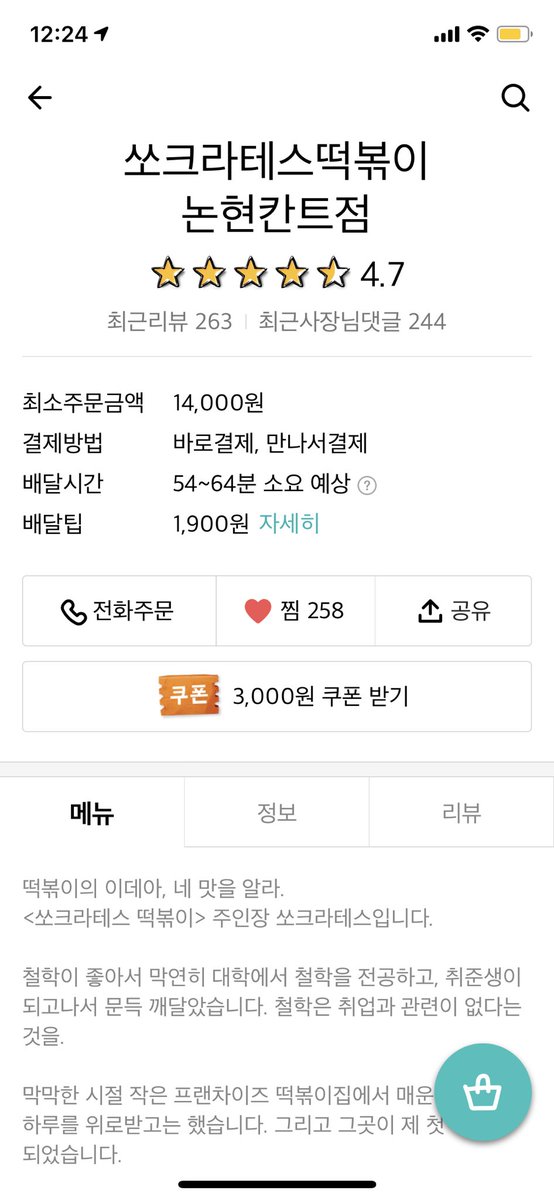 12:24
쏘크라테스떡볶이
논현칸트점
4.7
최근리뷰 263 최근사장님댓글 244
최소주문금액 14,000원
결제방법 바로결제, 만나서결제
배달시간 54~64분 소요 예상 ?
배달팁 1,900원 자세히
전화주문 찜 258 공유
쿠폰 3,000원 쿠폰 받기
메뉴 정보 리뷰
떡볶이의 이데아, 네 맛을 알라.
<쏘크라테스 떡볶이> 주인장 쏘크라테스입니다.
철학이 좋아서 막연히 대학에서 철학을 전공하고, 취준생이
되고나서 문득 깨달았습니다. 철학은 취업과 관련이 없다는
것을.
막막한 시절 작은 프랜차이즈 떡볶이집에서 매운
하루를 위로받고는 했습니다. 그리고 그곳이 제 첫
되었습니다.